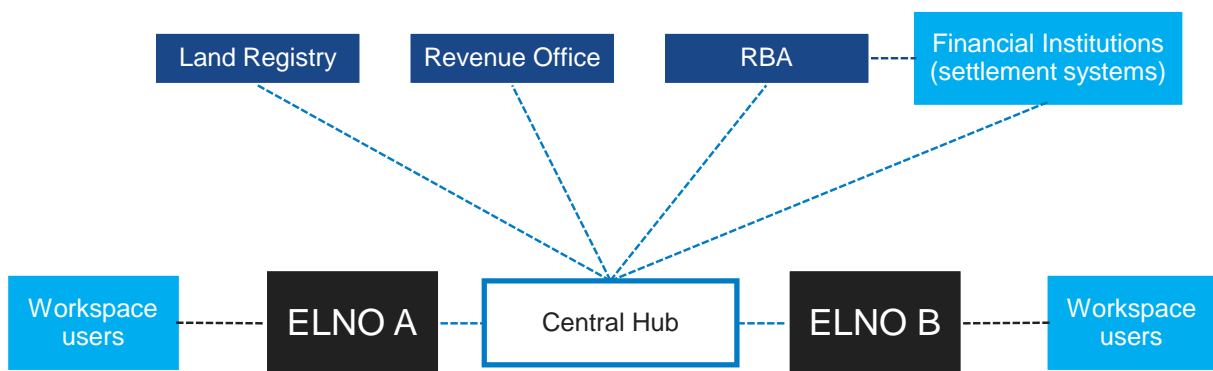 Land Registry
Revenue Office
RBA
Financial Institutions
(settlement systems)
Workspace
users
ELNO A
Central Hub
ELNO B
Workspace
users